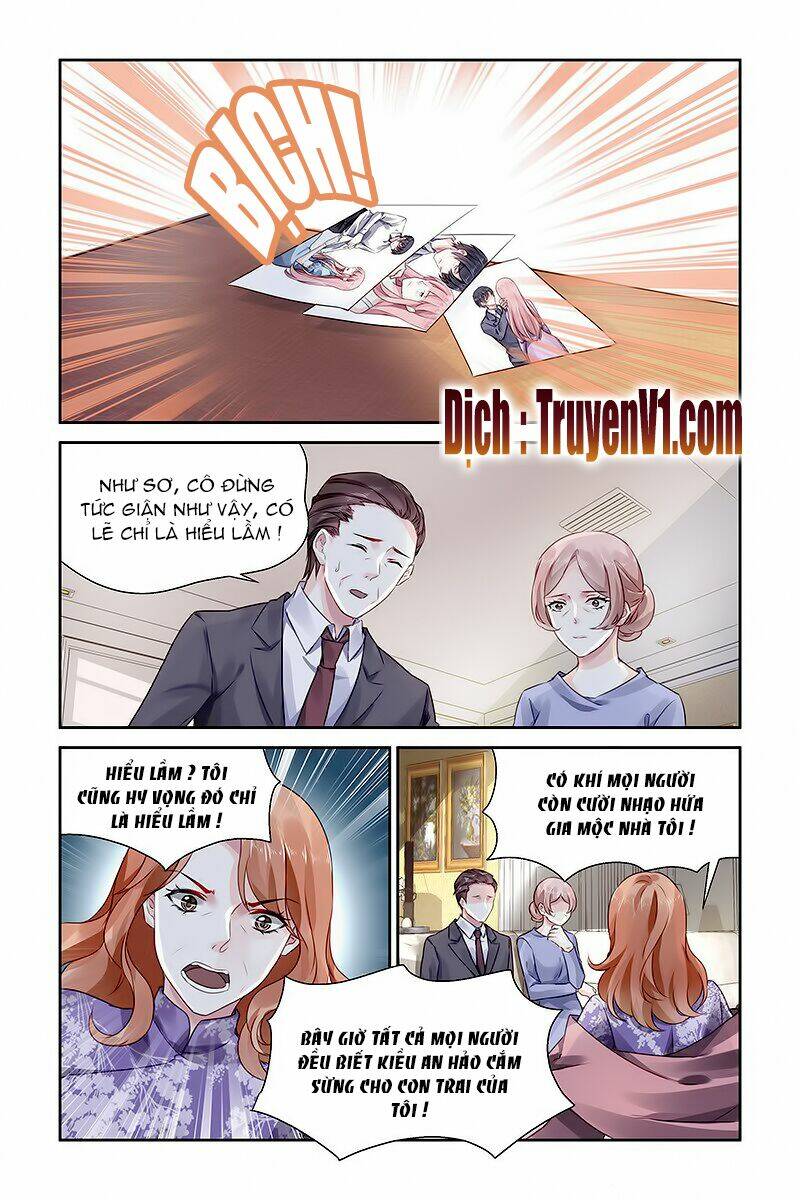 BỊCH!
Dịch : TruyenV1.com
NHƯ SƠ, CÔ ĐỪNG
TỨC GIẬN NHƯ VẬY, CÓ
LẼ CHỈ LÀ HIỂU LẦM !
HIỂU LẦM ? TÔI
CŨNG HY VỌNG ĐÓ CHỈ
LÀ HIỂU LẦM !
CÓ KHI MỌI NGƯỜI
CÒN CƯỜI NHẠO HỨA
GIA MỘC NHÀ TÔI !
BÂY GIỜ TẤT CẢ MỌI NGƯỜI
ĐỀU BIẾT KIỀU AN HẢO CẮM
SỪNG CHO CON TRAI CỦA
TÔI !